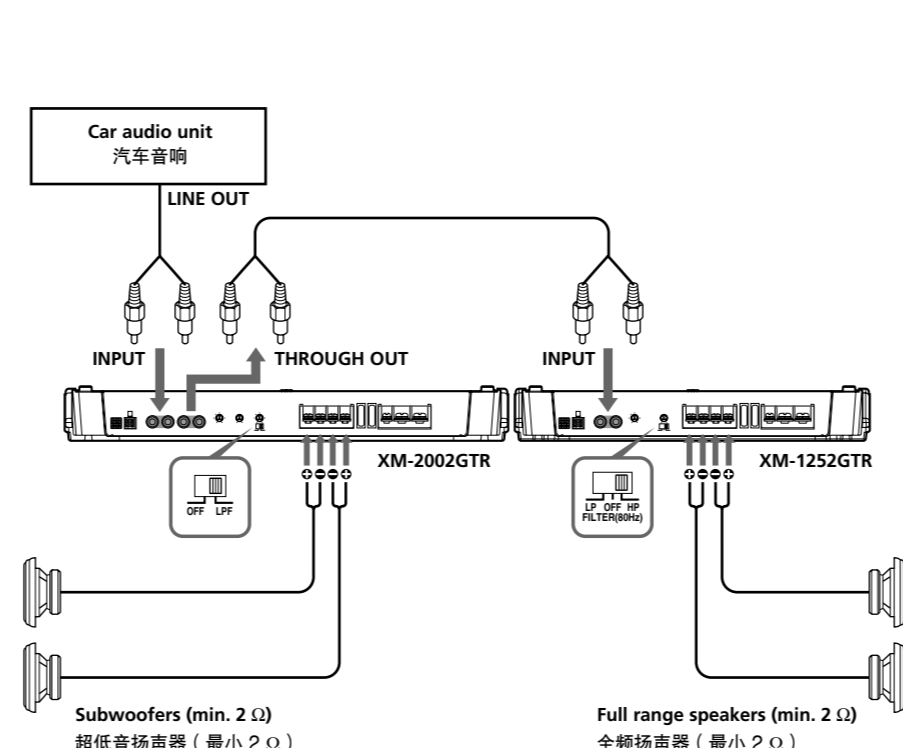 Car audio unit
汽车音响
LINE OUT
INPUT
THROUGH OUT
INPUT
XM-2002GTR
XM-1252GTR
OFF LPF
LP OFF HP
FILTER(80Hz)
Subwoofers (min. 2 Ω)
超低音扬声器（最小 2 Ω）
Full range speakers (min. 2 Ω)
全频扬声器（最小 2 Ω）